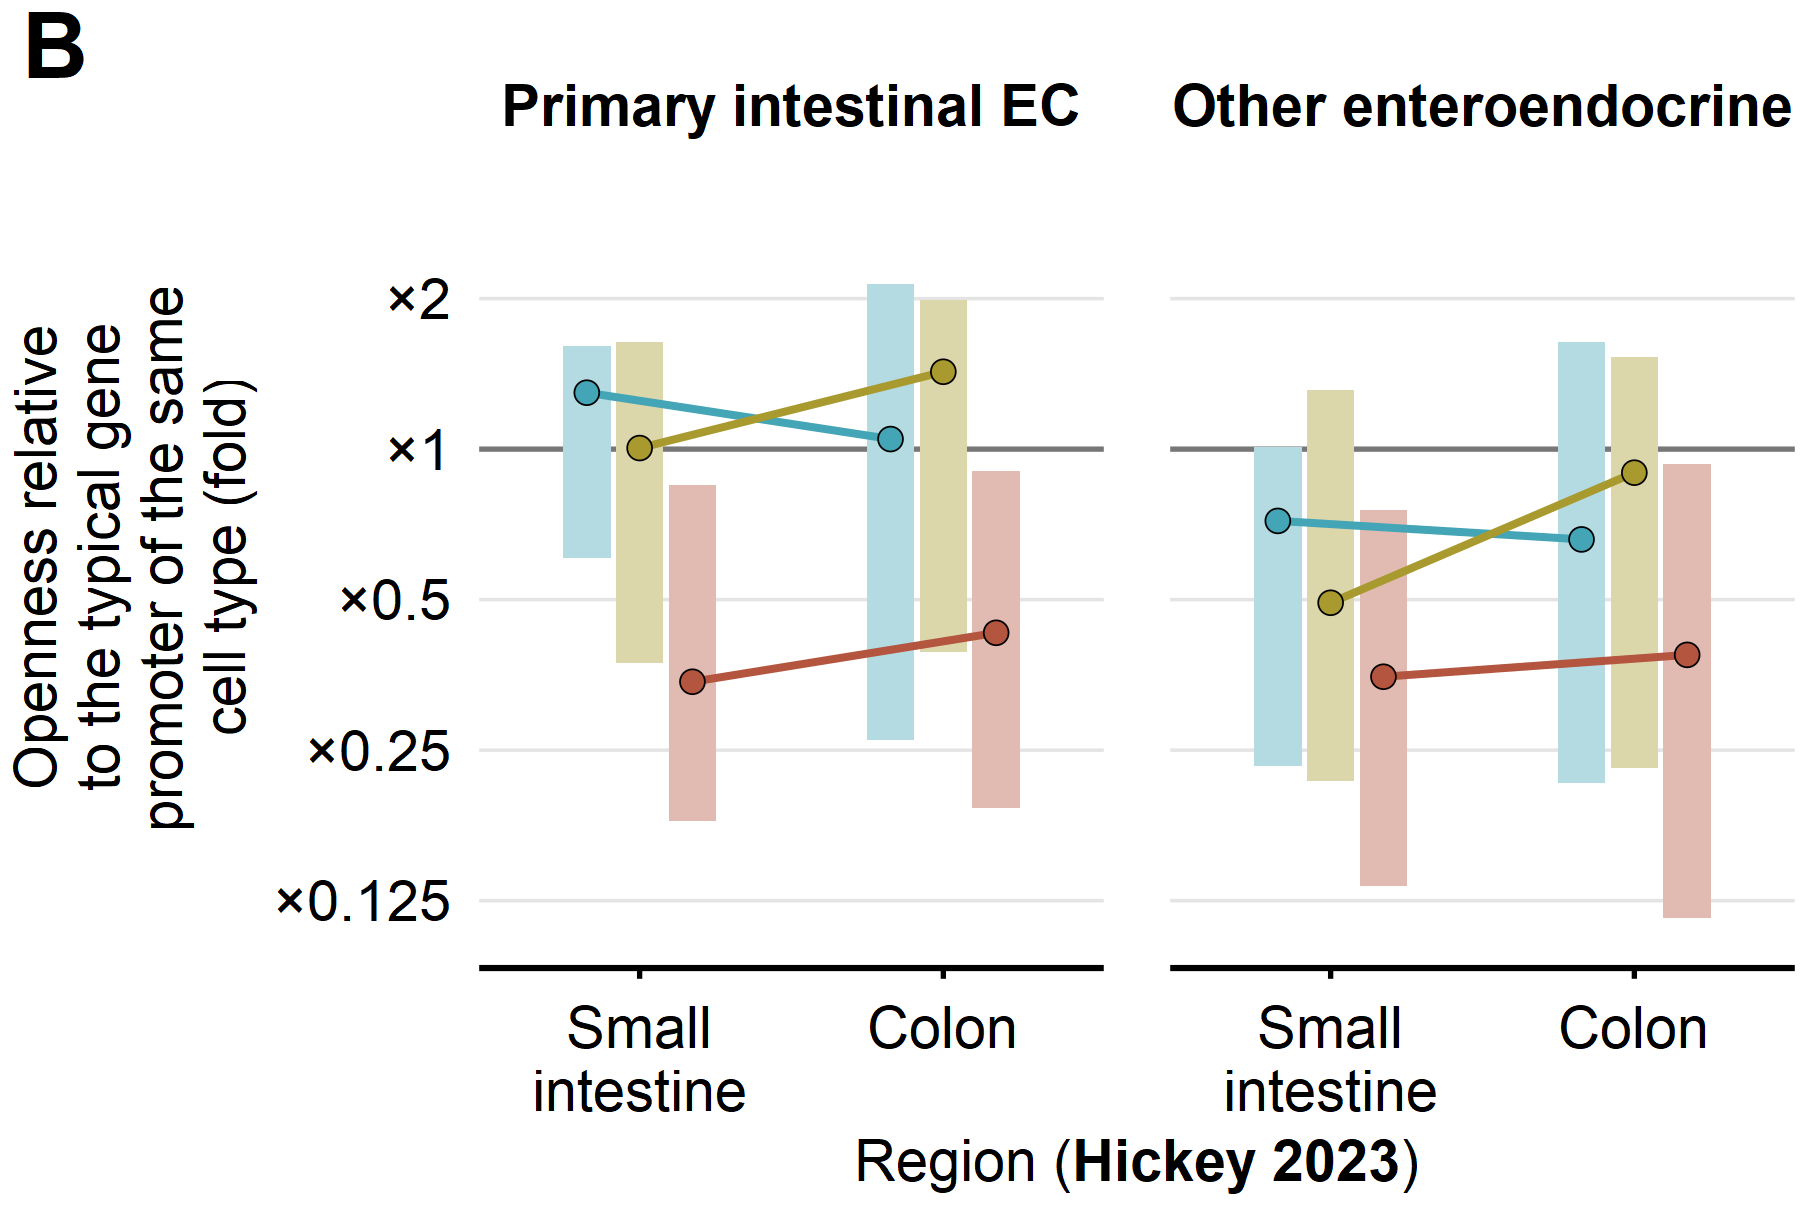 B
Primary intestinal EC
Other enteroendocrine
Openness relative
to the typical gene
promoter of the same
cell type (fold)
×2
×1
×0.5
×0.25
×0.125
Small
intestine
Colon
Small
intestine
Colon
Region (Hickey 2023)